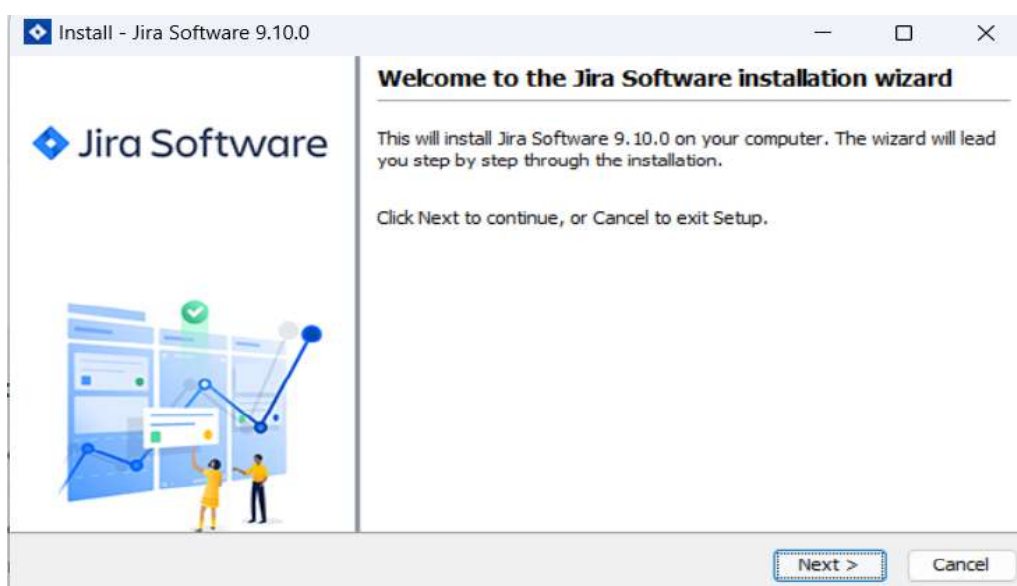 Install - Jira Software 9.10.0
Welcome to the Jira Software installation wizard
Jira Software
This will install Jira Software 9.10.0 on your computer. The wizard will lead
you step by step through the installation.
Click Next to continue, or Cancel to exit Setup.
Next >
Cancel